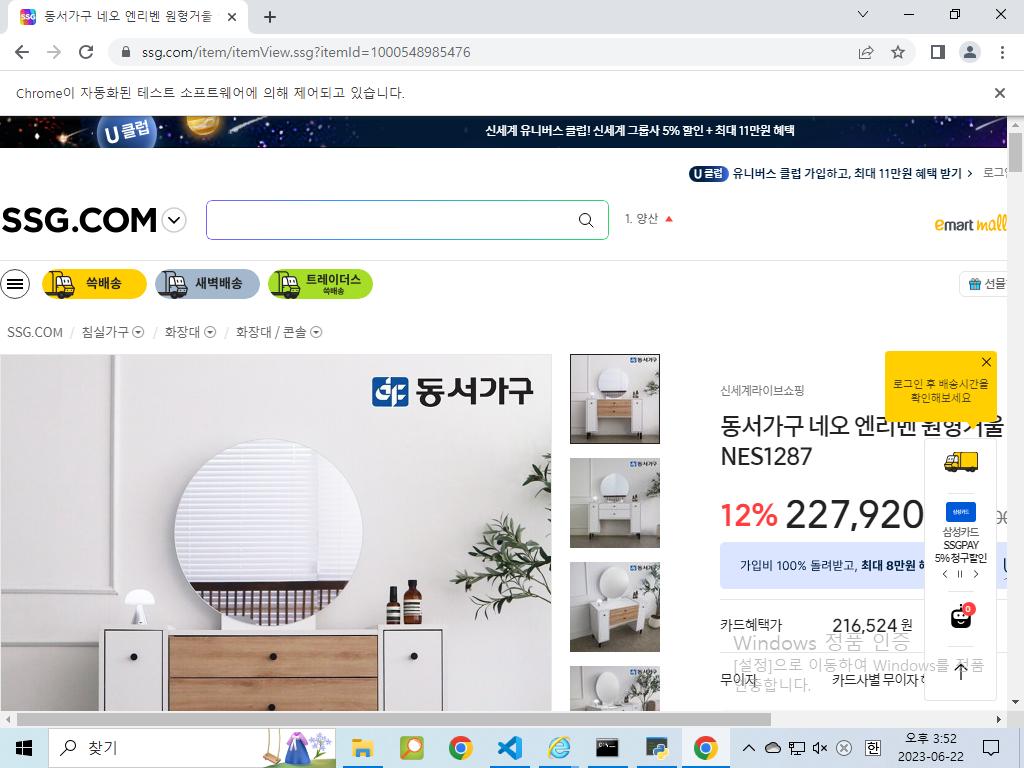 동서가구 네오 엔리벤 원형거울
ssg.com/item/itemView.ssg?itemId=1000548985476
Chrome이 자동화된 테스트 소프트웨어에 의해 제어되고 있습니다.
U클럽
신세계 유니버스 클럽! 신세계 그룹사 5% 할인 + 최대 11만원 혜택
U클럽 유니버스 클럽 가입하고, 최대 11만원 혜택 받기 >
SSG.COM
1. 양산 ▲
emart mall
쓱배송
새벽배송
트레이더스
쓱배송
선물
SSG.COM / 침실가구 / 화장대 / 화장대 / 콘솔
동서가구
로그인 후 배송시간을
확인해보세요
신세계라이브쇼핑
동서가구 네오 엔리벤 원형거울
NES1287
12% 227,920
삼성카드
삼성카드
SSGPAY
5% 청구할인
가입비 100% 돌려받고, 최대 8만원
0
카드혜택가 216,524 원
Windows 정품 인증
[설정]으로 이동하여 Windows를 정품
인증합니다.
무이자 카드사별 무이자
찾기
한
오후 3:52
2023-06-22